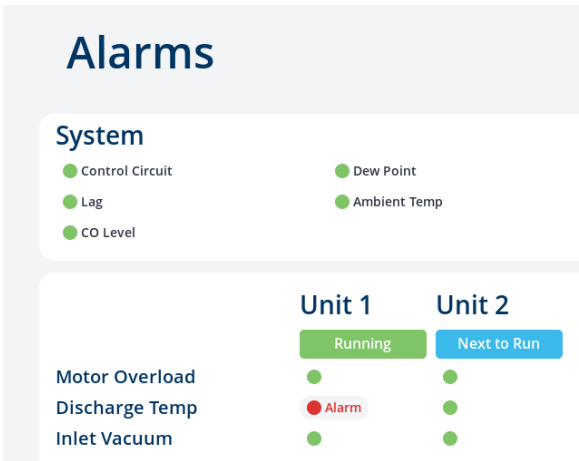 Alarms
System
Control Circuit Dew Point
Lag Ambient Temp
CO Level
Unit 1 Unit 2
Running Next to Run
Motor Overload
Discharge Temp Alarm
Inlet Vacuum